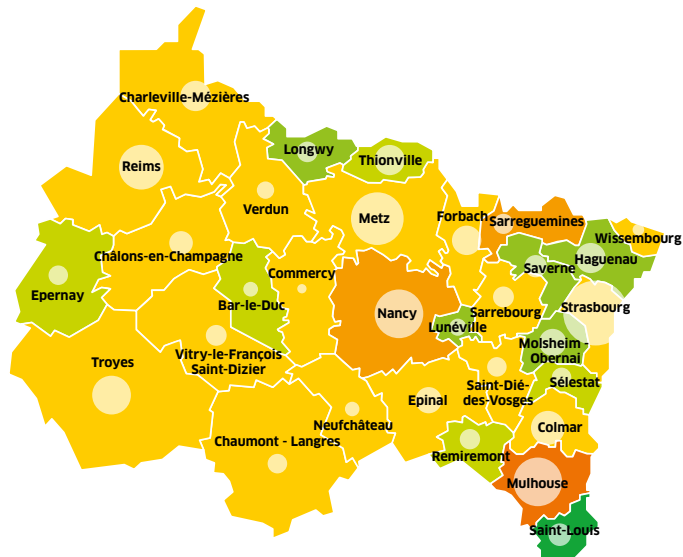 Charleville-Mézières
Longwy
Thionville
Reims
Verdun
Metz
Forbach
Sarreguemines
Wissembourg
Châlons-en-Champagne
Commercy
Saverne
Haguenau
Epernay
Bar-le-Duc
Nancy
Lunéville
Sarrebourg
Strasbourg
Troyes
Vitry-le-François
Saint-Dizier
Molsheim -
Obernai
Saint-Dié-
des-Vosges
Sélestat
Epinal
Neufchâteau
Colmar
Chaumont - Langres
Remiremont
Mulhouse
Saint-Louis